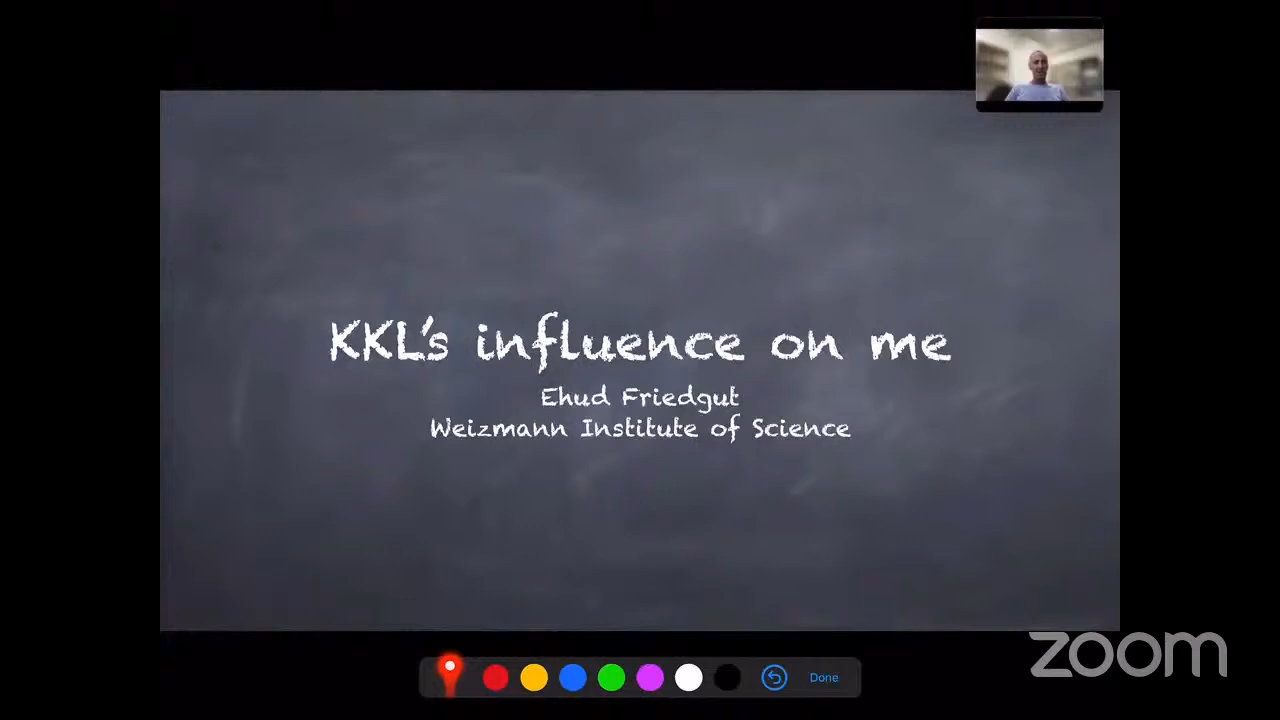 KKL's influence on me
Ehud Friedgut
Weizmann Institute of Science
Done
zoom